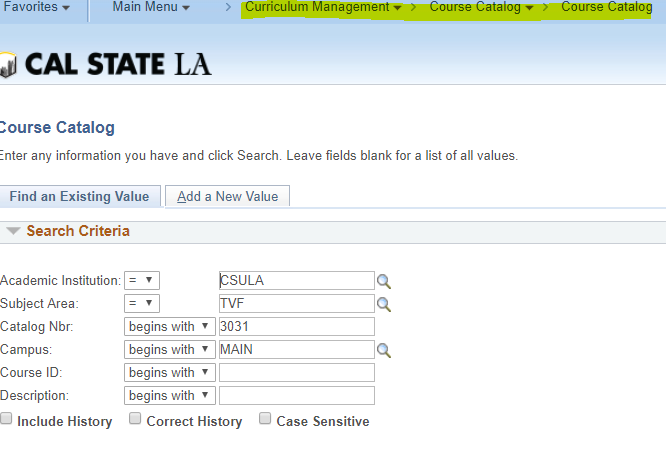 Favorites Main Menu > Curriculum Management > Course Catalog > Course Catalog
CAL STATE LA
Course Catalog
Enter any information you have and click Search. Leave fields blank for a list of all values.
Find an Existing Value Add a New Value
Search Criteria
Academic Institution: = CSULA
Subject Area: = TVF
Catalog Nbr: begins with 3031
Campus: begins with MAIN
Course ID: begins with
Description: begins with
Include History Correct History Case Sensitive